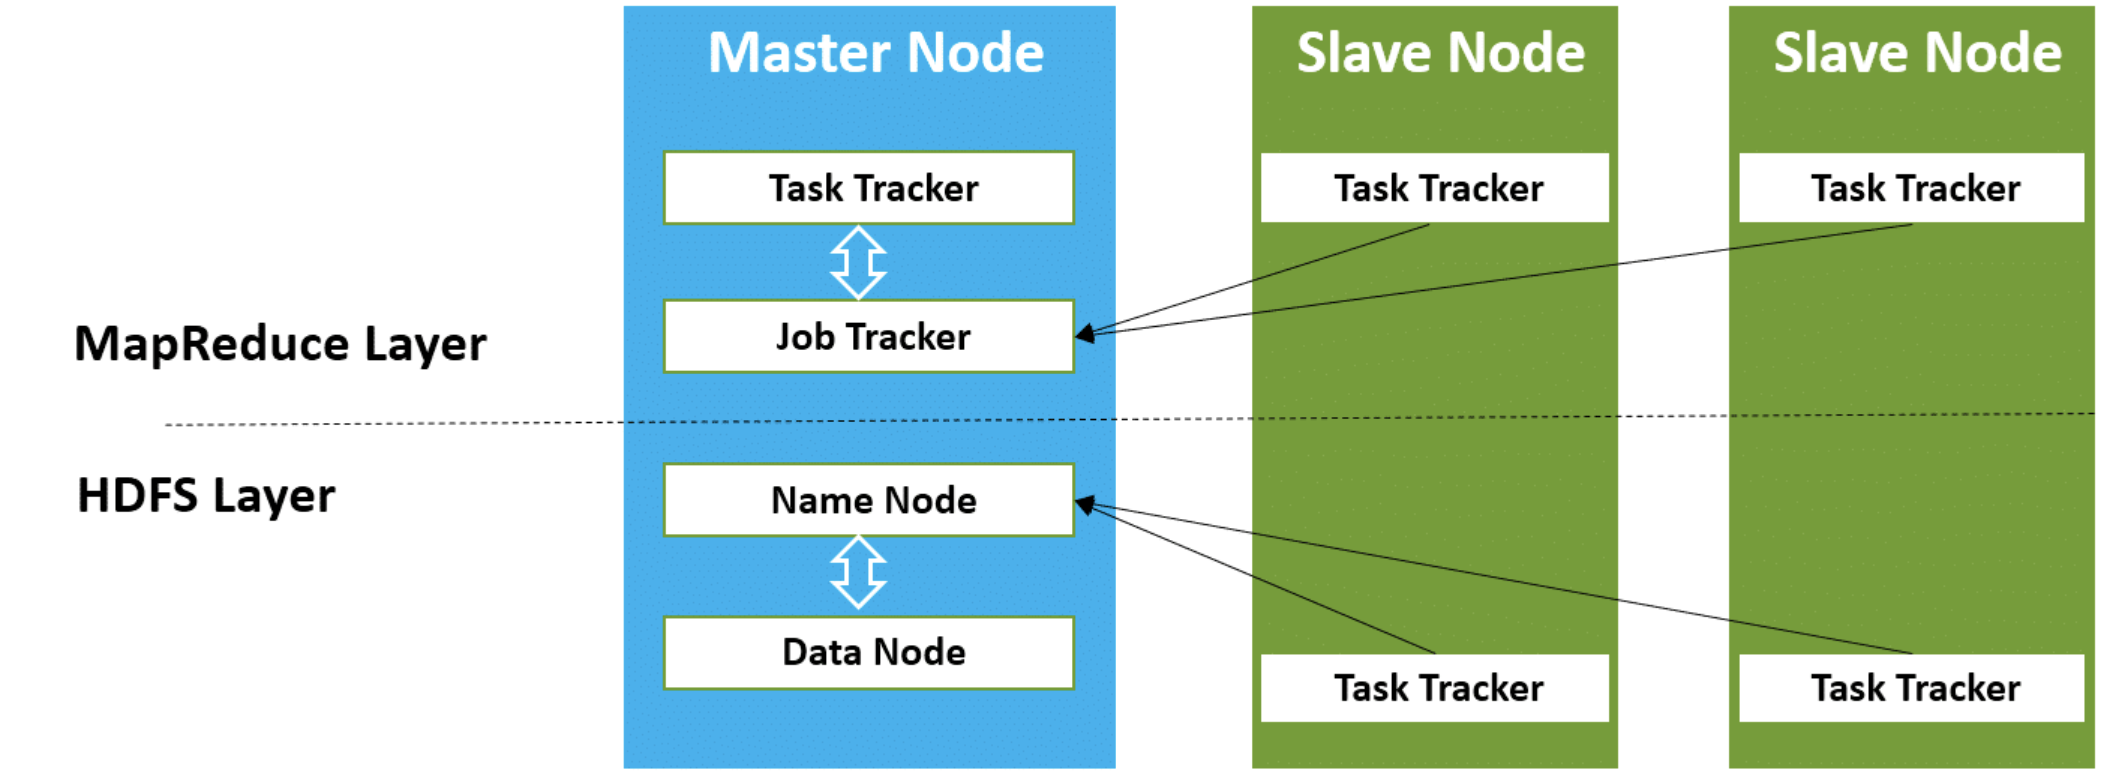 Master Node
Slave Node
Slave Node
Task Tracker
Task Tracker
Task Tracker
Job Tracker
MapReduce Layer
HDFS Layer
Name Node
Data Node
Task Tracker
Task Tracker